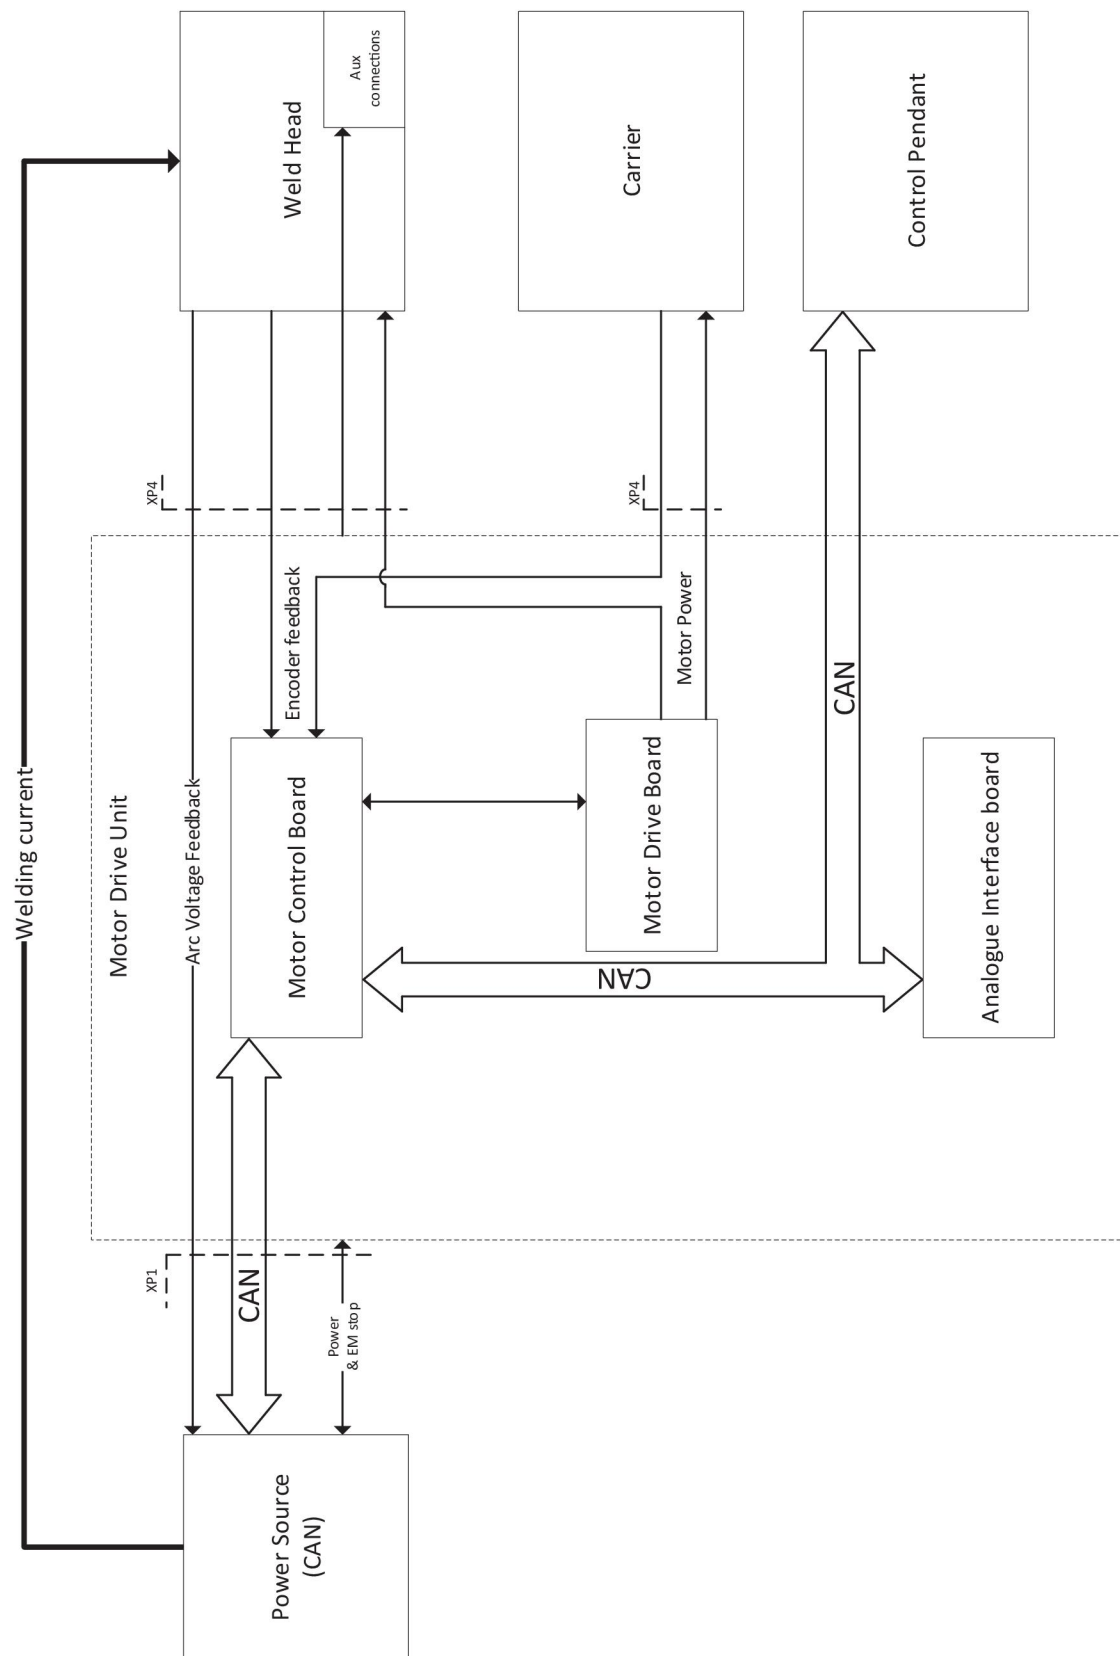 Welding current
Motor Drive Unit
Arc Voltage Feedback
XP1
CAN
Power
& EM stop
Power Source
(CAN)
Motor Control Board
Encoder feedback
XP4
Weld Head
Aux
connections
Motor Drive Board
Motor Power
XP4
Carrier
CAN
CAN
Control Pendant
Analogue Interface board